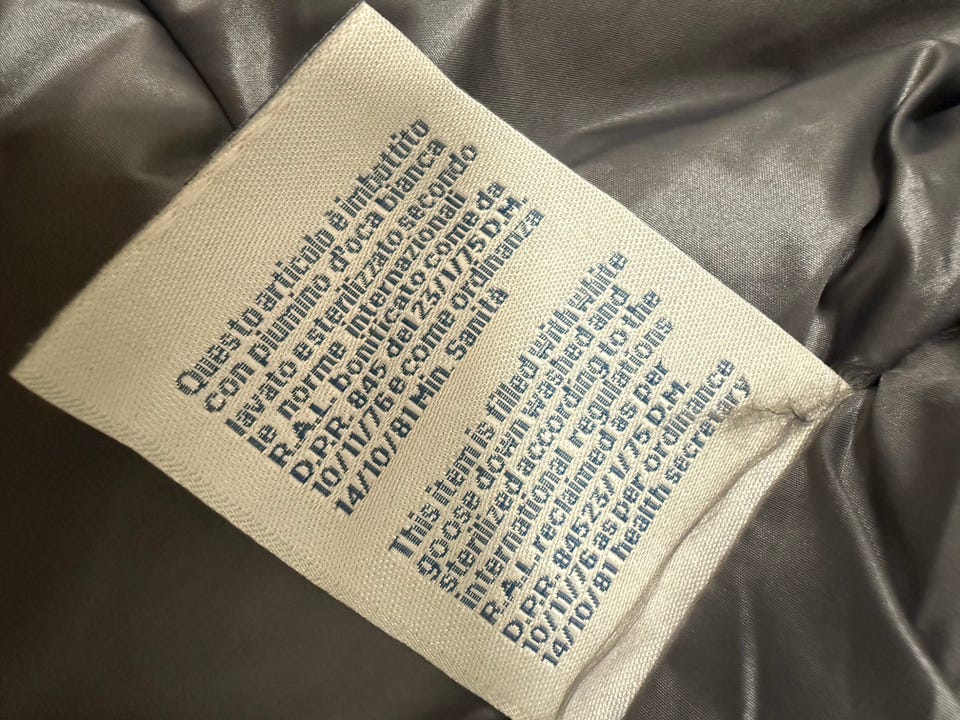 Questo articolo è imbottito
con piumino d'oca bianca
lavato e sterilizzato secondo
le norme internazionali
R.A.L. bonificato come da
D.P.R. 845 del 23/11/75 D.M.
10/11/76 e come ordinanza
14/10/81 Min. Sanità
This item is filled with white
goose down washed and
sterilized according to the
international regulations
R.A.L. reclaimed as per
D.P.R. 845 23/11/75 D.M.
10/11/76 as per ordinance
14/10/81 health secretary